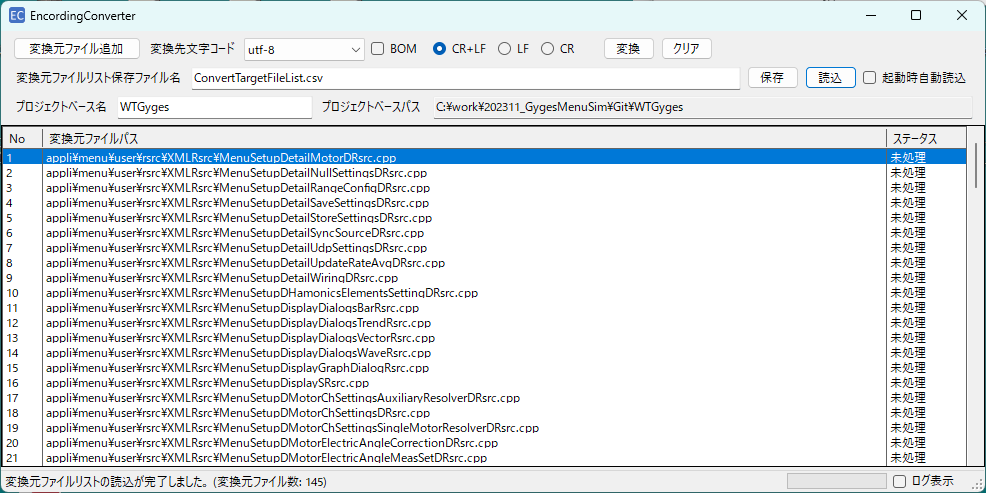 EC EncordingConverter
変換元ファイル追加 変換先文字コード utf-8 BOM CR+LF LF CR 変換 クリア
変換元ファイルリスト保存ファイル名 ConvertTargetFileList.csv 保存 読込 起動時自動読込
プロジェクトベース名 WTGyges プロジェクトベースパス C:¥work¥202311_GygesMenuSim¥Git¥WTGyges
No 変換元ファイルパス ステータス
1 appli¥menu¥user¥rsrc¥XMLRsrc¥MenuSetupDetailMotorDRsrc.cpp 未処理
2 appli¥menu¥user¥rsrc¥XMLRsrc¥MenuSetupDetailNullSettingsDRsrc.cpp 未処理
3 appli¥menu¥user¥rsrc¥XMLRsrc¥MenuSetupDetailRangeConfigDRsrc.cpp 未処理
4 appli¥menu¥user¥rsrc¥XMLRsrc¥MenuSetupDetailSaveSettingsDRsrc.cpp 未処理
5 appli¥menu¥user¥rsrc¥XMLRsrc¥MenuSetupDetailStoreSettingsDRsrc.cpp 未処理
6 appli¥menu¥user¥rsrc¥XMLRsrc¥MenuSetupDetailSyncSourceDRsrc.cpp 未処理
7 appli¥menu¥user¥rsrc¥XMLRsrc¥MenuSetupDetailUdpSettingsDRsrc.cpp 未処理
8 appli¥menu¥user¥rsrc¥XMLRsrc¥MenuSetupDetailUpdateRateAvgDRsrc.cpp 未処理
9 appli¥menu¥user¥rsrc¥XMLRsrc¥MenuSetupDetailWiringDRsrc.cpp 未処理
10 appli¥menu¥user¥rsrc¥XMLRsrc¥MenuSetupDHamonicsElementsSettingDRsrc.cpp 未処理
11 appli¥menu¥user¥rsrc¥XMLRsrc¥MenuSetupDisplayDialogsBarRsrc.cpp 未処理
12 appli¥menu¥user¥rsrc¥XMLRsrc¥MenuSetupDisplayDialogsTrendRsrc.cpp 未処理
13 appli¥menu¥user¥rsrc¥XMLRsrc¥MenuSetupDisplayDialogsVectorRsrc.cpp 未処理
14 appli¥menu¥user¥rsrc¥XMLRsrc¥MenuSetupDisplayDialogsWaveRsrc.cpp 未処理
15 appli¥menu¥user¥rsrc¥XMLRsrc¥MenuSetupDisplayGraphDialogRsrc.cpp 未処理
16 appli¥menu¥user¥rsrc¥XMLRsrc¥MenuSetupDisplaySRsrc.cpp 未処理
17 appli¥menu¥user¥rsrc¥XMLRsrc¥MenuSetupDMotorChSettingsAuxiliaryResolverDRsrc.cpp 未処理
18 appli¥menu¥user¥rsrc¥XMLRsrc¥MenuSetupDMotorChSettingsDRsrc.cpp 未処理
19 appli¥menu¥user¥rsrc¥XMLRsrc¥MenuSetupDMotorChSettingsSingleMotorResolverDRsrc.cpp 未処理
20 appli¥menu¥user¥rsrc¥XMLRsrc¥MenuSetupDMotorElectricAngleCorrectionDRsrc.cpp 未処理
21 appli¥menu¥user¥rsrc¥XMLRsrc¥MenuSetupDMotorElectricAngleMeasSetDRsrc.cpp 未処理
変換元ファイルリストの読込が完了しました。(変換元ファイル数: 145) ログ表示